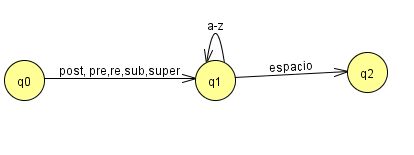 a-z
q0
post, pre,re,sub,super
q1
espacio
q2